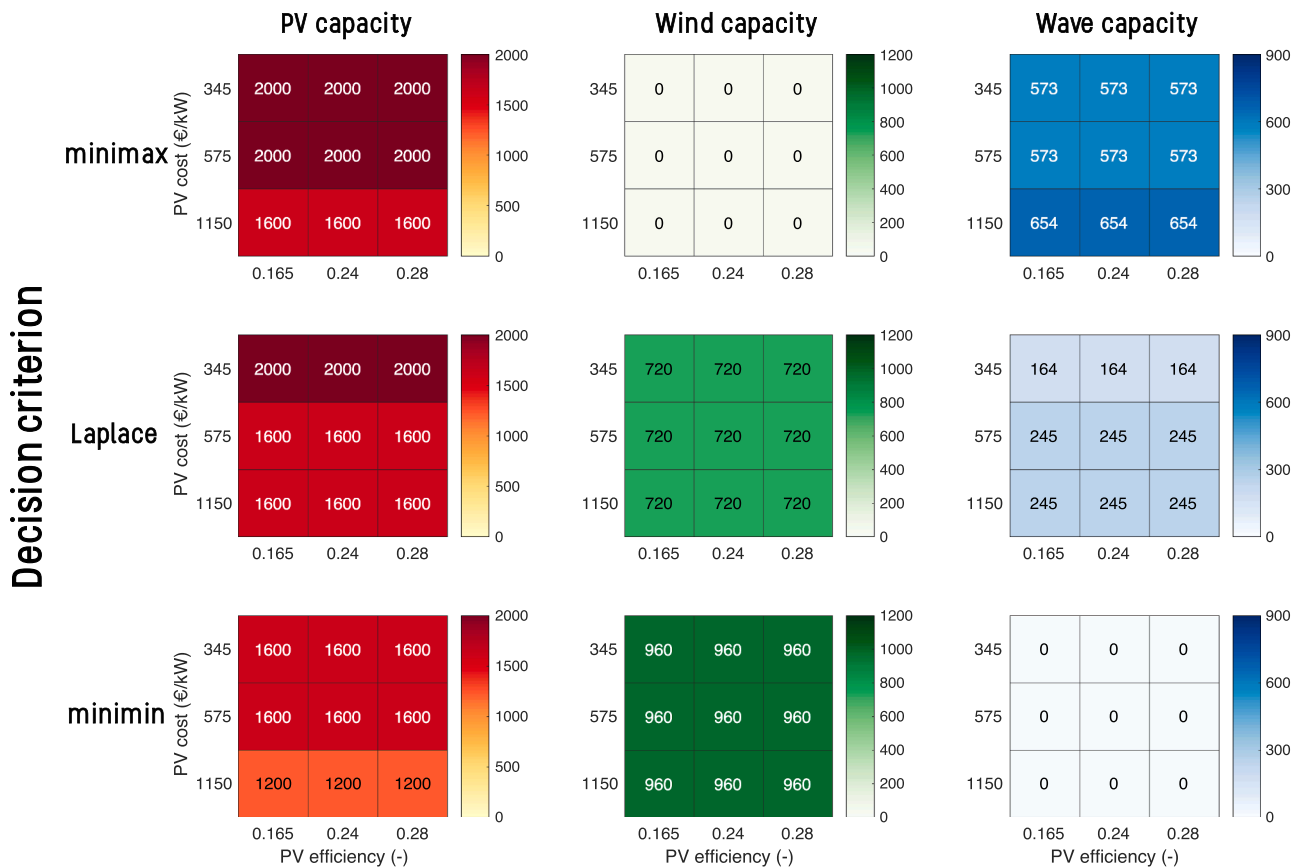 PV capacity
Wind capacity
Wave capacity
Decision criterion
minimax
PV cost (€/kW)
345 2000 2000 2000
575 2000 2000 2000
1150 1600 1600 1600
0.165 0.24 0.28
2000
1500
1000
500
0
345 0 0 0
575 0 0 0
1150 0 0 0
0.165 0.24 0.28
1200
1000
800
600
400
200
0
345 573 573 573
575 573 573 573
1150 654 654 654
0.165 0.24 0.28
900
600
300
0
Laplace
PV cost (€/kW)
345 2000 2000 2000
575 1600 1600 1600
1150 1600 1600 1600
0.165 0.24 0.28
2000
1500
1000
500
0
345 720 720 720
575 720 720 720
1150 720 720 720
0.165 0.24 0.28
1200
1000
800
600
400
200
0
345 164 164 164
575 245 245 245
1150 245 245 245
0.165 0.24 0.28
900
600
300
0
minimin
PV cost (€/kW)
345 1600 1600 1600
575 1600 1600 1600
1150 1200 1200 1200
0.165 0.24 0.28
PV efficiency (-)
2000
1500
1000
500
0
345 960 960 960
575 960 960 960
1150 960 960 960
0.165 0.24 0.28
PV efficiency (-)
1200
1000
800
600
400
200
0
345 0 0 0
575 0 0 0
1150 0 0 0
0.165 0.24 0.28
PV efficiency (-)
900
600
300
0